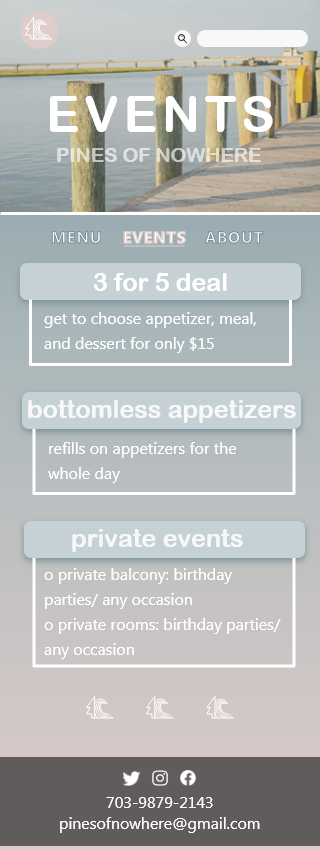 EVENTS
PINES OF NOWHERE
MENU EVENTS ABOUT
3 for 5 deal
get to choose appetizer, meal,
and dessert for only $15
bottomless appetizers
refills on appetizers for the
whole day
private events
o private balcony: birthday
parties/ any occasion
o private rooms: birthday parties/
any occasion
703-9879-2143
pinesofnowhere@gmail.com